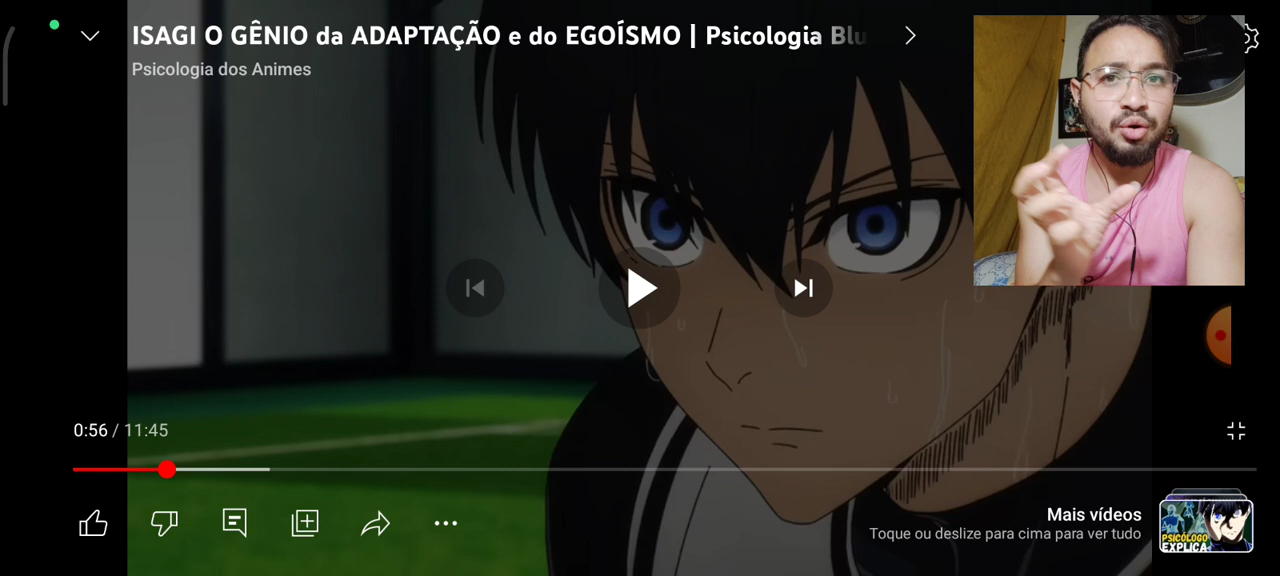 ISAGI O GÊNIO da ADAPTAÇÃO e do EGOÍSMO | Psicologia Blu
Psicologia dos Animes
0:56 / 11:45
Mais vídeos
Toque ou deslize para cima para ver tudo
PSICÓLOGO
EXPLICA